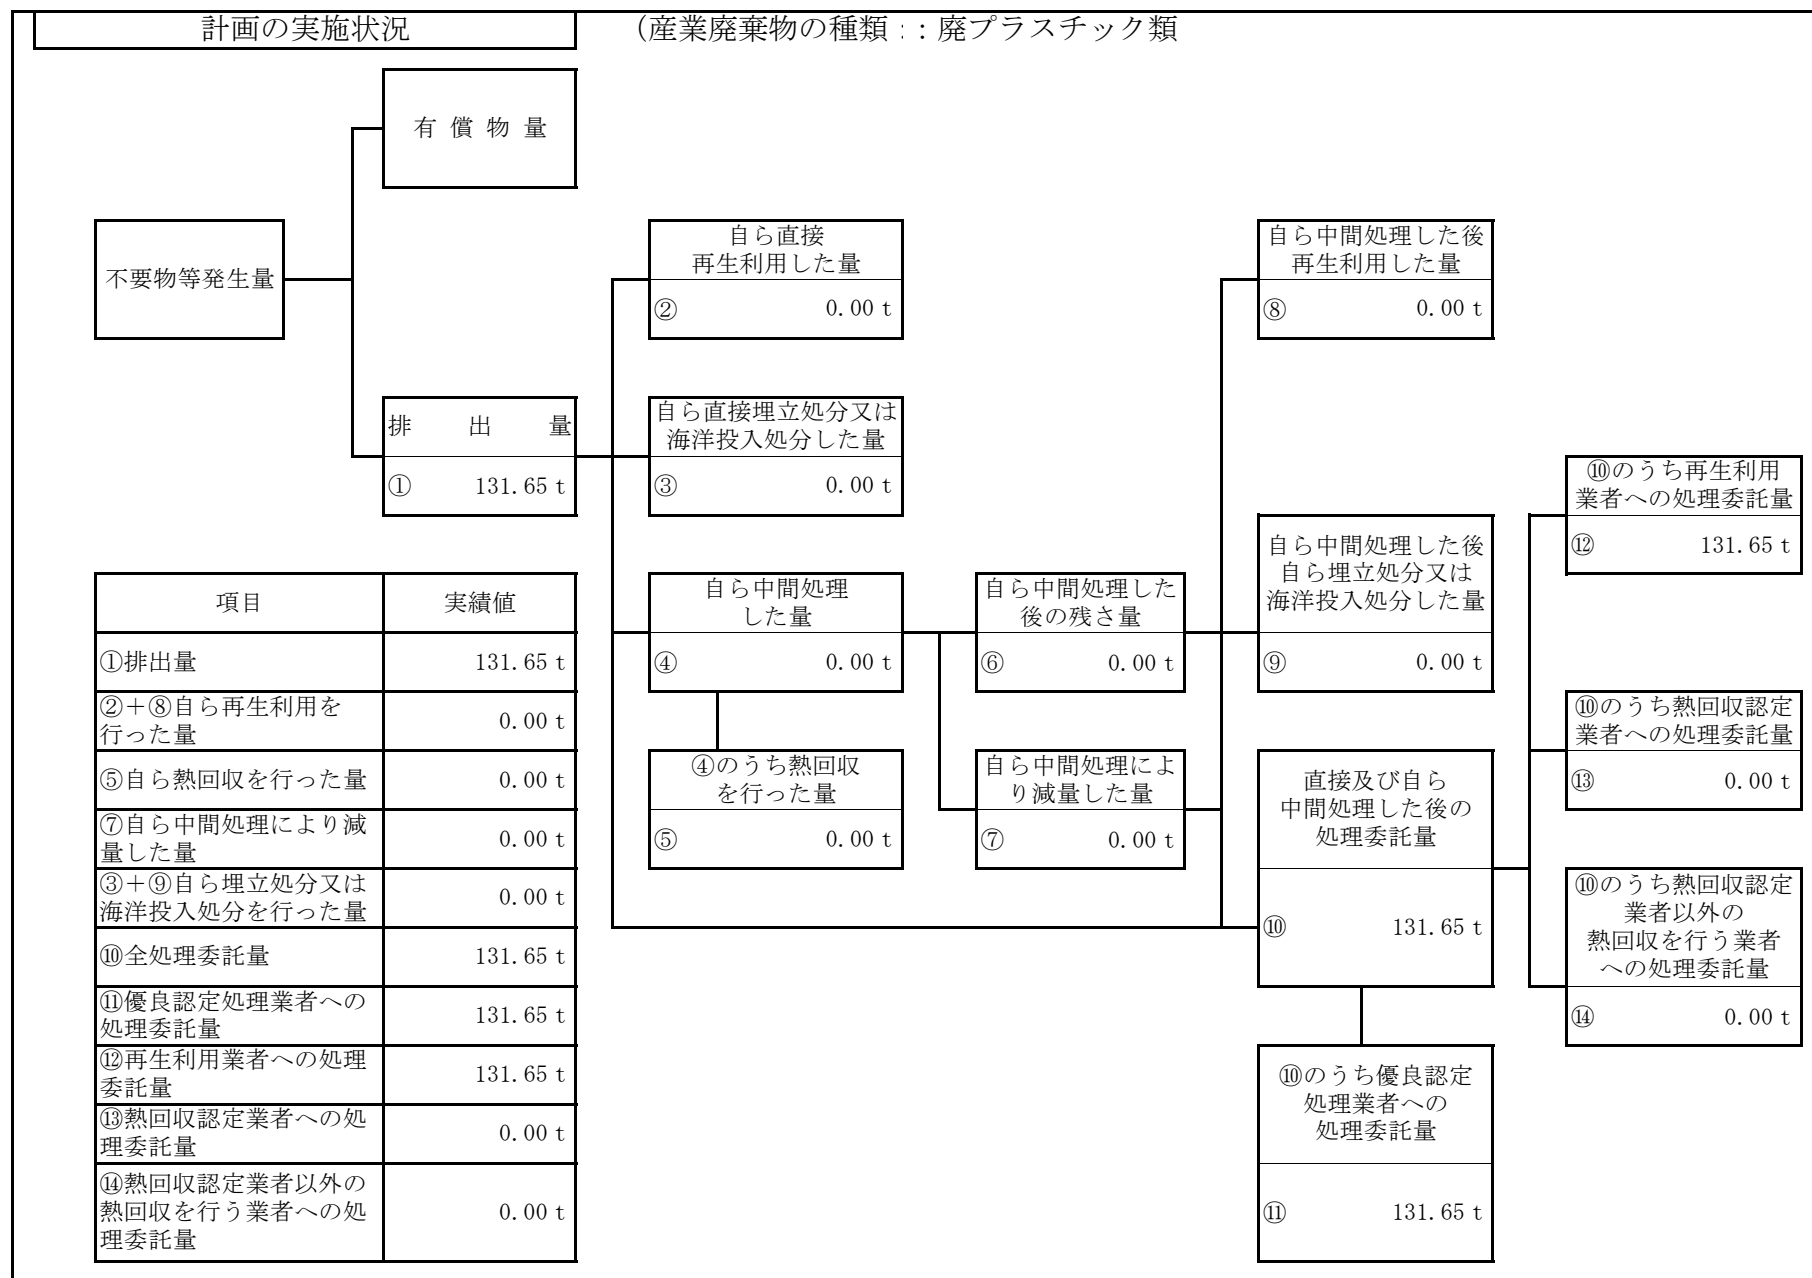 計画の実施状況
（産業廃棄物の種類：：廃プラスチック類
有 償 物 量
不要物等発生量
自ら直接
再生利用した量
② 0.00 t
自ら中間処理した後
再生利用した量
⑧ 0.00 t
排 出 量
① 131.65 t
自ら直接埋立処分又は
海洋投入処分した量
③ 0.00 t
⑩のうち再生利用
業者への処理委託量
⑫ 131.65 t
自ら中間処理した後
自ら埋立処分又は
海洋投入処分した量
⑨ 0.00 t
自ら中間処理
した量
④ 0.00 t
自ら中間処理した
後の残さ量
⑥ 0.00 t
⑩のうち熱回収認定
業者への処理委託量
⑬ 0.00 t
④のうち熱回収
を行った量
⑤ 0.00 t
自ら中間処理によ
り減量した量
⑦ 0.00 t
直接及び自ら
中間処理した後の
処理委託量
⑩ 131.65 t
⑩のうち熱回収認定
業者以外の
熱回収を行う業者
への処理委託量
⑭ 0.00 t
⑩のうち優良認定
処理業者への
処理委託量
⑪ 131.65 t
項目 実績値
①排出量 131.65 t
②＋⑧自ら再生利用を
行った量 0.00 t
⑤自ら熱回収を行った量 0.00 t
⑦自ら中間処理により減
量した量 0.00 t
③＋⑨自ら埋立処分又は
海洋投入処分を行った量 0.00 t
⑩全処理委託量 131.65 t
⑪優良認定処理業者への
処理委託量 131.65 t
⑫再生利用業者への処理
委託量 131.65 t
⑬熱回収認定業者への処
理委託量 0.00 t
⑭熱回収認定業者以外の
熱回収を行う業者への処
理委託量 0.00 t